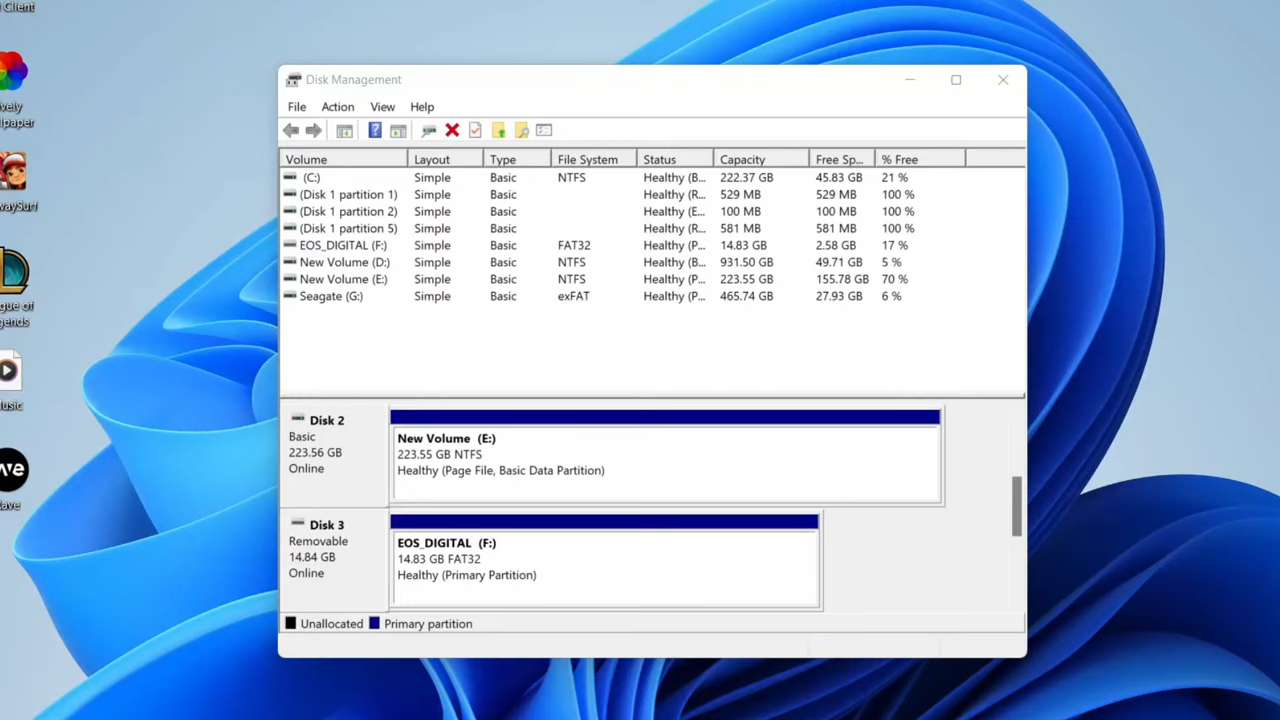 Client
Disk Management
File Action View Help
Volume Layout Type File System Status Capacity Free Sp... % Free
(C:) Simple Basic NTFS Healthy (B... 222.37 GB 45.83 GB 21 %
(Disk 1 partition 1) Simple Basic Healthy (R... 529 MB 529 MB 100 %
(Disk 1 partition 2) Simple Basic Healthy (E... 100 MB 100 MB 100 %
(Disk 1 partition 5) Simple Basic Healthy (R... 581 MB 581 MB 100 %
EOS_DIGITAL (F:) Simple Basic FAT32 Healthy (P... 14.83 GB 2.58 GB 17 %
New Volume (D:) Simple Basic NTFS Healthy (B... 931.50 GB 49.71 GB 5 %
New Volume (E:) Simple Basic NTFS Healthy (P... 223.55 GB 155.78 GB 70 %
Seagate (G:) Simple Basic exFAT Healthy (P... 465.74 GB 27.93 GB 6 %
vely
lpaper
waySurf
gue of
gends
usic
ve
ave
Disk 2
Basic
223.56 GB
Online
New Volume (E:)
223.55 GB NTFS
Healthy (Page File, Basic Data Partition)
Disk 3
Removable
14.84 GB
Online
EOS_DIGITAL (F:)
14.83 GB FAT32
Healthy (Primary Partition)
Unallocated Primary partition